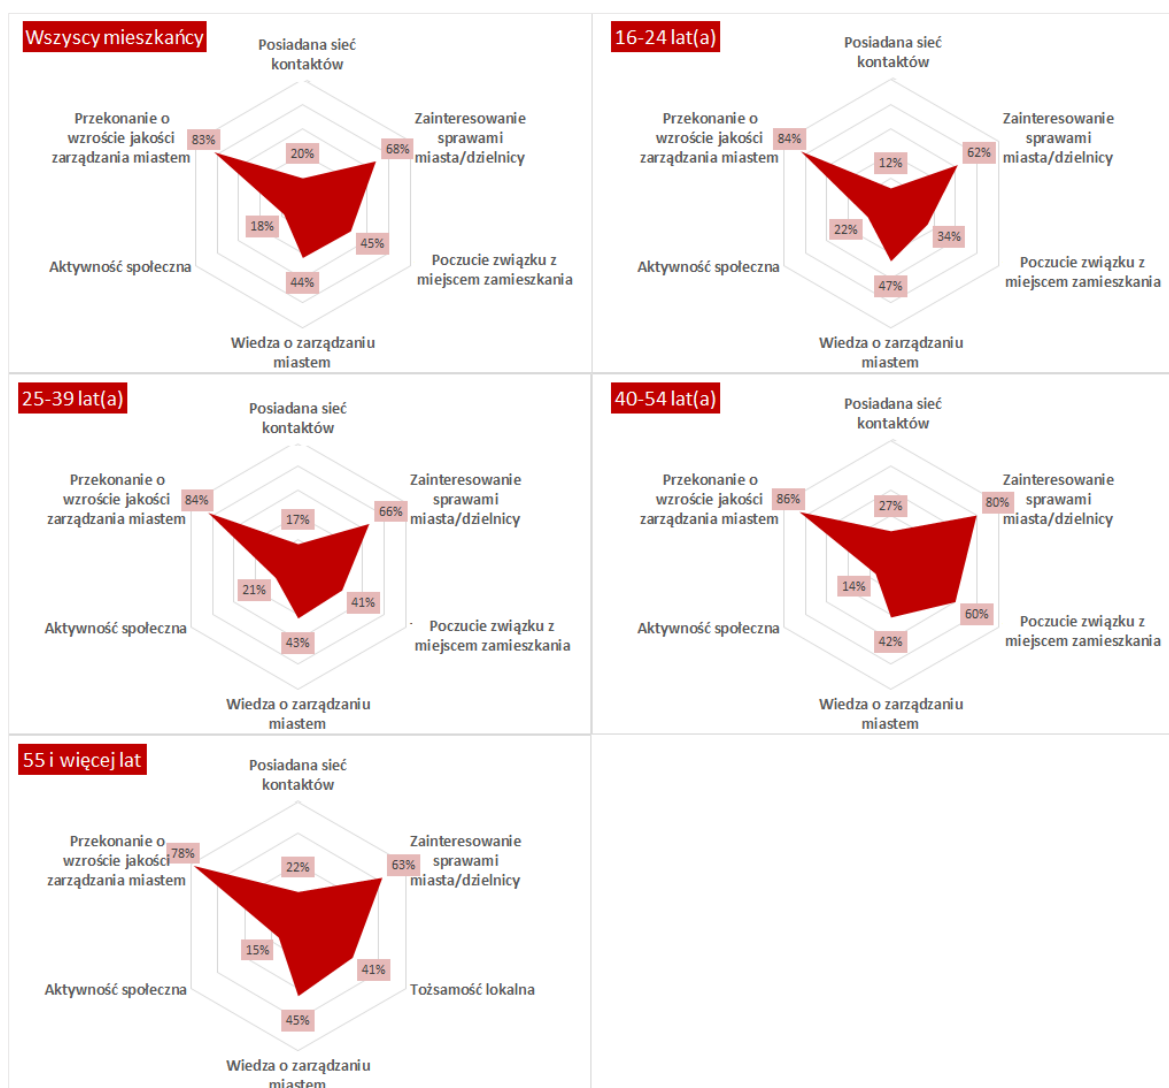 Wszyscy mieszkańcy
Posiadana sieć
kontaktów
Przekonanie o
wzroście jakości
zarządzania miastem
83%
20%
68%
Zainteresowanie
sprawami
miasta/dzielnicy
18%
45%
Aktywność społeczna
44%
Poczucie związku z
miejscem zamieszkania
Wiedza o zarządzaniu
miastem
16-24 lat(a)
Posiadana sieć
kontaktów
Przekonanie o
wzroście jakości
zarządzania miastem
84%
12%
62%
Zainteresowanie
sprawami
miasta/dzielnicy
22%
34%
Aktywność społeczna
47%
Poczucie związku z
miejscem zamieszkania
Wiedza o zarządzaniu
miastem
25-39 lat(a)
Posiadana sieć
kontaktów
Przekonanie o
wzroście jakości
zarządzania miastem
84%
17%
66%
Zainteresowanie
sprawami
miasta/dzielnicy
21%
41%
Aktywność społeczna
43%
Poczucie związku z
miejscem zamieszkania
Wiedza o zarządzaniu
miastem
40-54 lat(a)
Posiadana sieć
kontaktów
Przekonanie o
wzroście jakości
zarządzania miastem
86%
27%
80%
Zainteresowanie
sprawami
miasta/dzielnicy
14%
60%
Aktywność społeczna
42%
Poczucie związku z
miejscem zamieszkania
Wiedza o zarządzaniu
miastem
55 i więcej lat
Posiadana sieć
kontaktów
Przekonanie o
wzroście jakości
zarządzania miastem
78%
22%
63%
Zainteresowanie
sprawami
miasta/dzielnicy
15%
41%
Aktywność społeczna
45%
Tożsamość lokalna
Wiedza o zarządzaniu
miastem